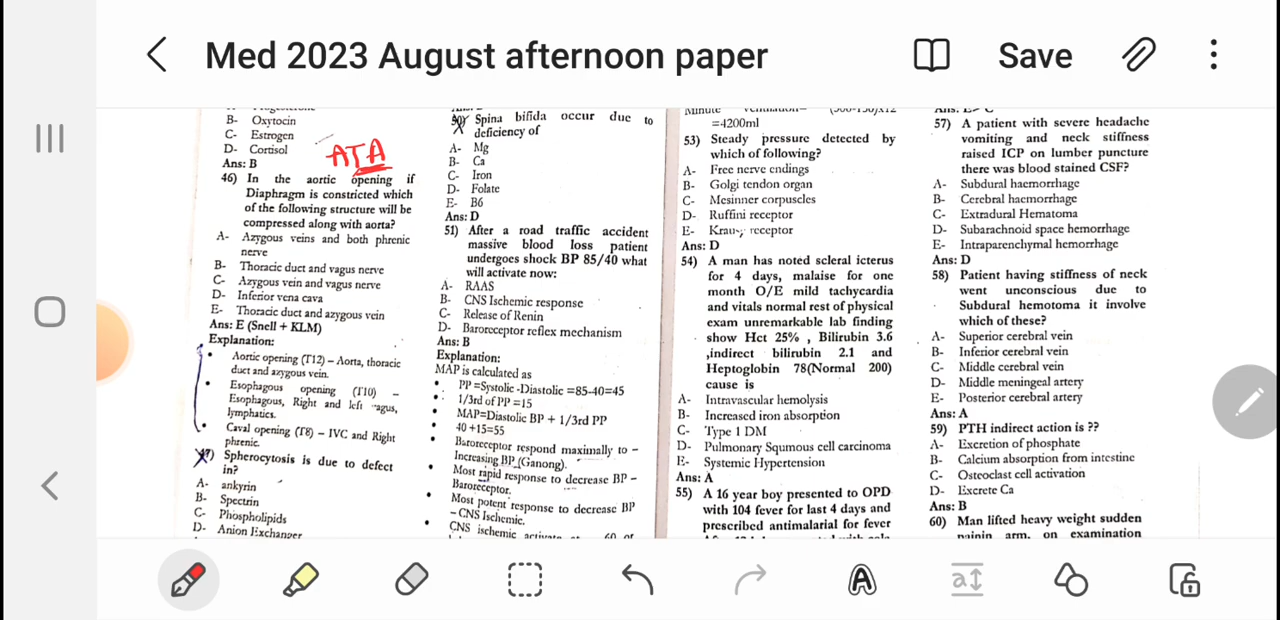 Med 2023 August afternoon paper
Save
B- Oxytocin
C- Estrogen
D- Cortisol
Ans: B
ATA
46) In the aortic opening if
Diaphragm is constricted which
of the following structure will be
compressed along with aorta?
A- Azygous veins and both phrenic
nerve
B- Thoracic duct and vagus nerve
C- Azygous vein and vagus nerve
D- Inferior vena cava
E- Thoracic duct and azygous vein
Ans: E (Snell + KLM)
Explanation:
• Aortic opening (T12) – Aorta, thoracic
duct and azygous vein.
• Esophagous opening (T10) –
Esophagous, Right and left vagus,
lymphatics.
• Caval opening (T8) – IVC and Right
phrenic.
47) Spherocytosis is due to defect
in?
A- ankyrin
B- Spectrin
C- Phospholipids
D- Anion Exchanger
50) Spina bifida occur due to
deficiency of
A- Mg
B- Ca
C- Iron
D- Folate
E- B6
Ans: D
51) After a road traffic accident
massive blood loss patient
undergoes shock BP 85/40 what
will activate now:
A- RAAS
B- CNS Ischemic response
C- Release of Renin
D- Baroreceptor reflex mechanism
Ans: B
Explanation:
MAP is calculated as
• PP =Systolic -Diastolic =85-40=45
• 1/3rd of PP =15
• MAP=Diastolic BP + 1/3rd PP
• 40 +15=55
• Baroreceptor respond maximally to –
Increasing BP (Ganong).
• Most rapid response to decrease BP –
Baroreceptor.
• Most potent response to decrease BP
– CNS Ischemic.
• CNS ischemic
=4200ml
53) Steady pressure detected by
which of following?
A- Free nerve endings
B- Golgi tendon organ
C- Mesinner corpuscles
D- Ruffini receptor
E- receptor
Ans: D
54) A man has noted scleral icterus
for 4 days, malaise for one
month O/E mild tachycardia
and vitals normal rest of physical
exam unremarkable lab finding
show Hct 25% , Bilirubin 3.6
,indirect bilirubin 2.1 and
Heptoglobin 78(Normal 200)
cause is
A- Intravascular hemolysis
B- Increased iron absorption
C- Type 1 DM
D- Pulmonary Squmous cell carcinoma
E- Systemic Hypertension
Ans: A
55) A 16 year boy presented to OPD
with 104 fever for last 4 days and
prescribed antimalarial for fever
57) A patient with severe headache
vomiting and neck stiffness
raised ICP on lumber puncture
there was blood stained CSF?
A- Subdural haemorrhage
B- Cerebral haemorrhage
C- Extradural Hematoma
D- Subarachnoid space hemorrhage
E- Intraparenchymal hemorrhage
Ans: D
58) Patient having stiffness of neck
went unconscious due to
Subdural hemotoma it involve
which of these?
A- Superior cerebral vein
B- Inferior cerebral vein
C- Middle cerebral vein
D- Middle meningeal artery
E- Posterior cerebral artery
Ans: A
59) PTH indirect action is ??
A- Excretion of phosphate
B- Calcium absorption from intestine
C- Osteoclast cell activation
D- Excrete Ca
Ans: B
60) Man lifted heavy weight sudden
arm, on examination